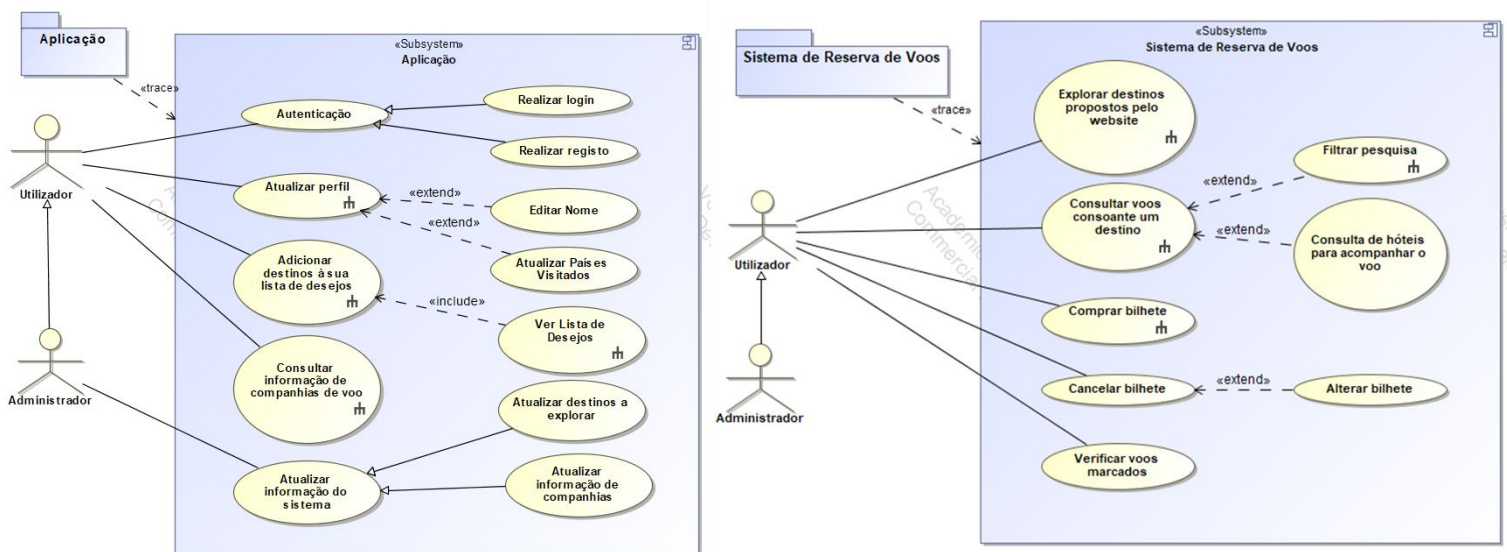 Aplicação
«Subsystem»
Aplicação
«trace»
Autenticação
Realizar login
Realizar registo
Utilizador
Atualizar perfil
«extend»
Editar Nome
«extend»
Atualizar Países
Visitados
Adicionar
destinos à sua
lista de desejos
«include»
Ver Lista de
Desejos
Consultar
informação de
companhias de voo
Administrador
Atualizar destinos a
explorar
Atualizar
informação do
sistema
Atualizar
informação de
companhias
Sistema de Reserva de Voos
«Subsystem»
Sistema de Reserva de Voos
«trace»
Explorar destinos
propostos pelo
website
Filtrar pesquisa
«extend»
Utilizador
Consultar voos
consoante um
destino
«extend»
Consulta de hóteis
para acompanhar o
voo
Comprar bilhete
Administrador
Cancelar bilhete
«extend»
Alterar bilhete
Verificar voos
marcados